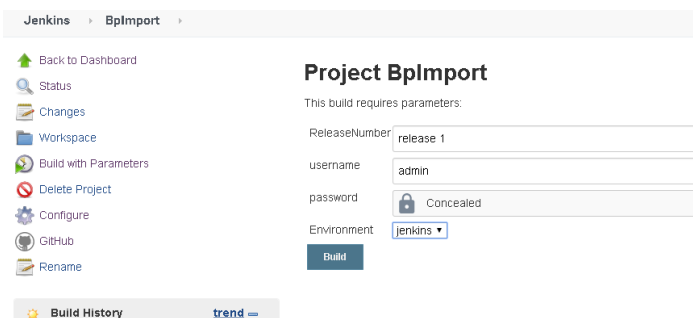 Jenkins BpImport
Back to Dashboard
Status
Changes
Workspace
Build with Parameters
Delete Project
Configure
GitHub
Rename
Build History trend
Project BpImport
This build requires parameters:
ReleaseNumber release 1
username admin
password Concealed
Environment jenkins
Build